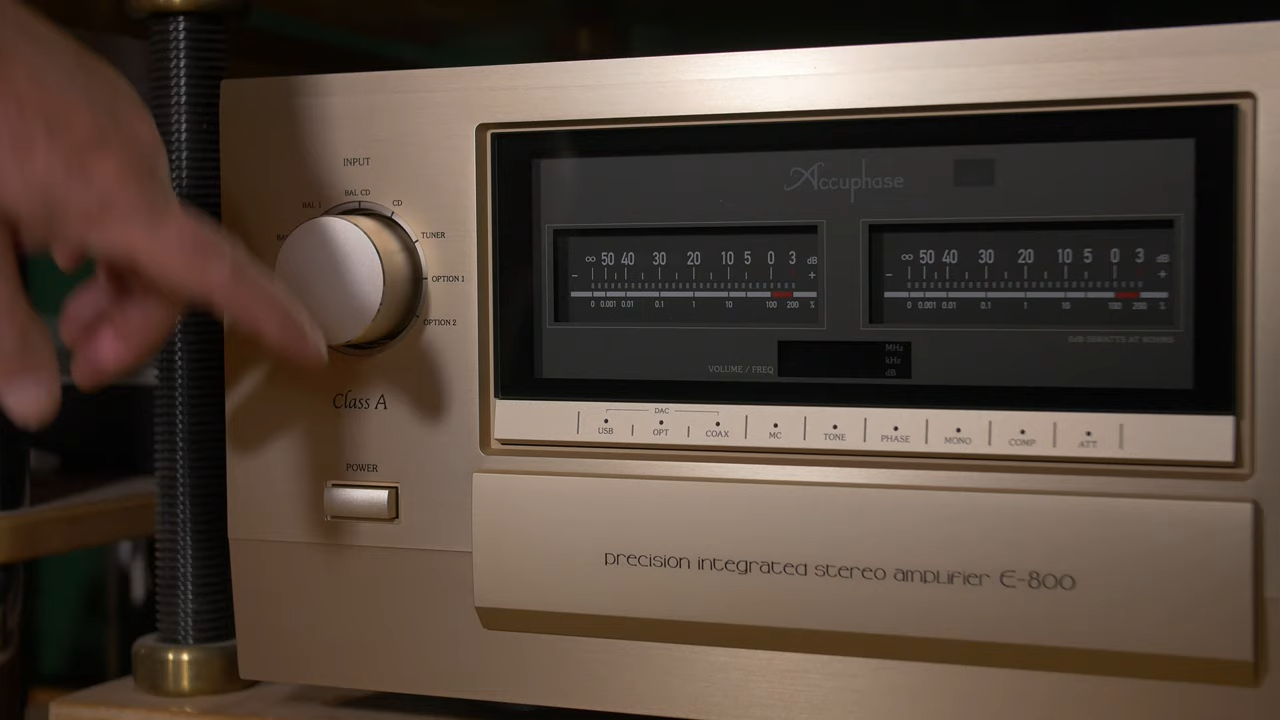 INPUT
BAL CD
BAL 1
CD
TUNER
OPTION 1
OPTION 2
Class A
POWER
Accuphase
∞ 50 40 30 20 10 5 0 3 dB
− +
0 0.001 0.01 0.1 1 10 100 200 %
∞ 50 40 30 20 10 5 0 3 dB
− +
0 0.001 0.01 0.1 1 10 100 200 %
MHz
kHz
dB
VOLUME / FREQ
DAC
USB OPT COAX MC TONE PHASE MONO COMP ATT
precision integrated stereo amplifier E-800